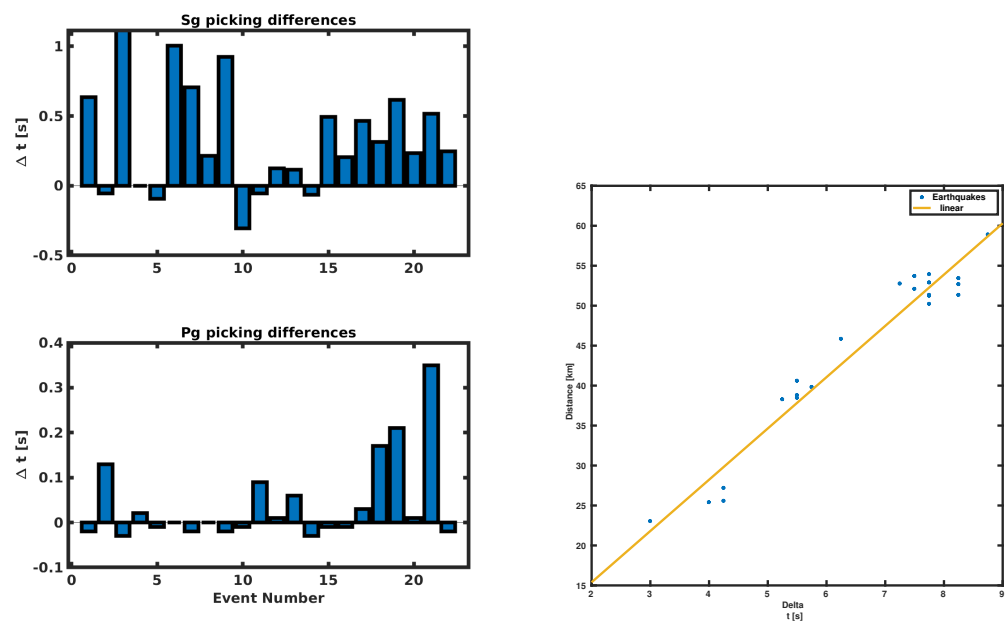 Sg picking differences
1
0.5
0
-0.5
Δ t [s]
0 5 10 15 20
Pg picking differences
0.4
0.3
0.2
0.1
0
-0.1
Δ t [s]
0 5 10 15 20
Event Number
65
60
55
50
45
40
35
30
25
20
15
Distance [km]
Earthquakes
linear
2 3 4 5 6 7 8 9
Delta
t [s]